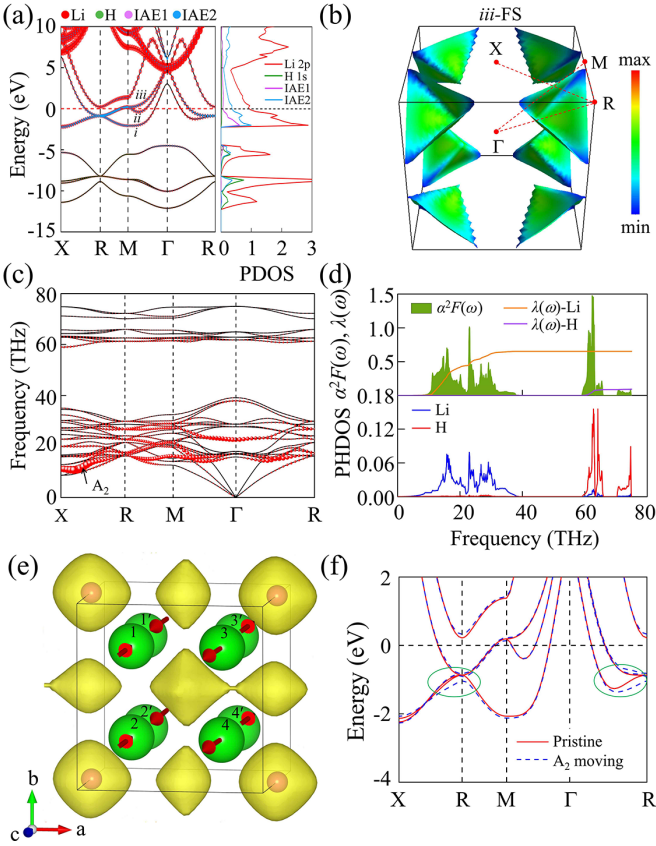 (a)
Li H IAE1 IAE2
10
5
0
-5
-10
-15
Energy (eV)
iii
ii
i
X R M Γ R
Li 2p
H 1s
IAE1
IAE2
0 1 2 3
PDOS
(b)
iii-FS
X
M
R
Γ
max
min
(c)
80
60
40
20
0
Frequency (THz)
A₂
X R M Γ R
(d)
α²F(ω)
λ(ω)-Li
λ(ω)-H
1.5
1.0
0.5
0.18
0.12
0.06
0.00
PHDOS α²F(ω), λ(ω)
Li
H
0 20 40 60 80
Frequency (THz)
(e)
1' 3'
1 3
2' 4'
2 4
b
c a
(f)
2
0
-2
-4
Energy (eV)
Pristine
A₂ moving
X R M Γ R